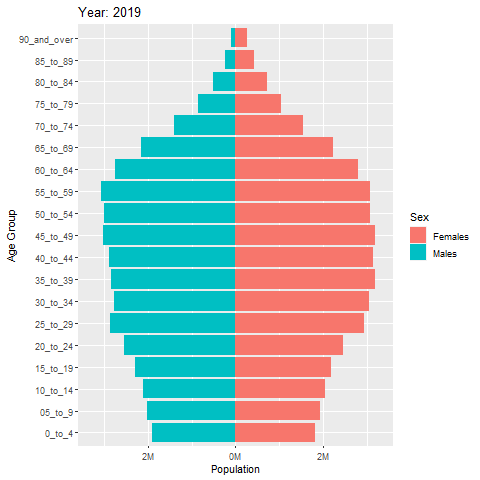 Year: 2019
90_and_over
85_to_89
80_to_84
75_to_79
70_to_74
65_to_69
60_to_64
55_to_59
50_to_54
45_to_49
40_to_44
35_to_39
30_to_34
25_to_29
20_to_24
15_to_19
10_to_14
05_to_9
0_to_4
Age Group
2M 0M 2M
Population
Sex
Females
Males